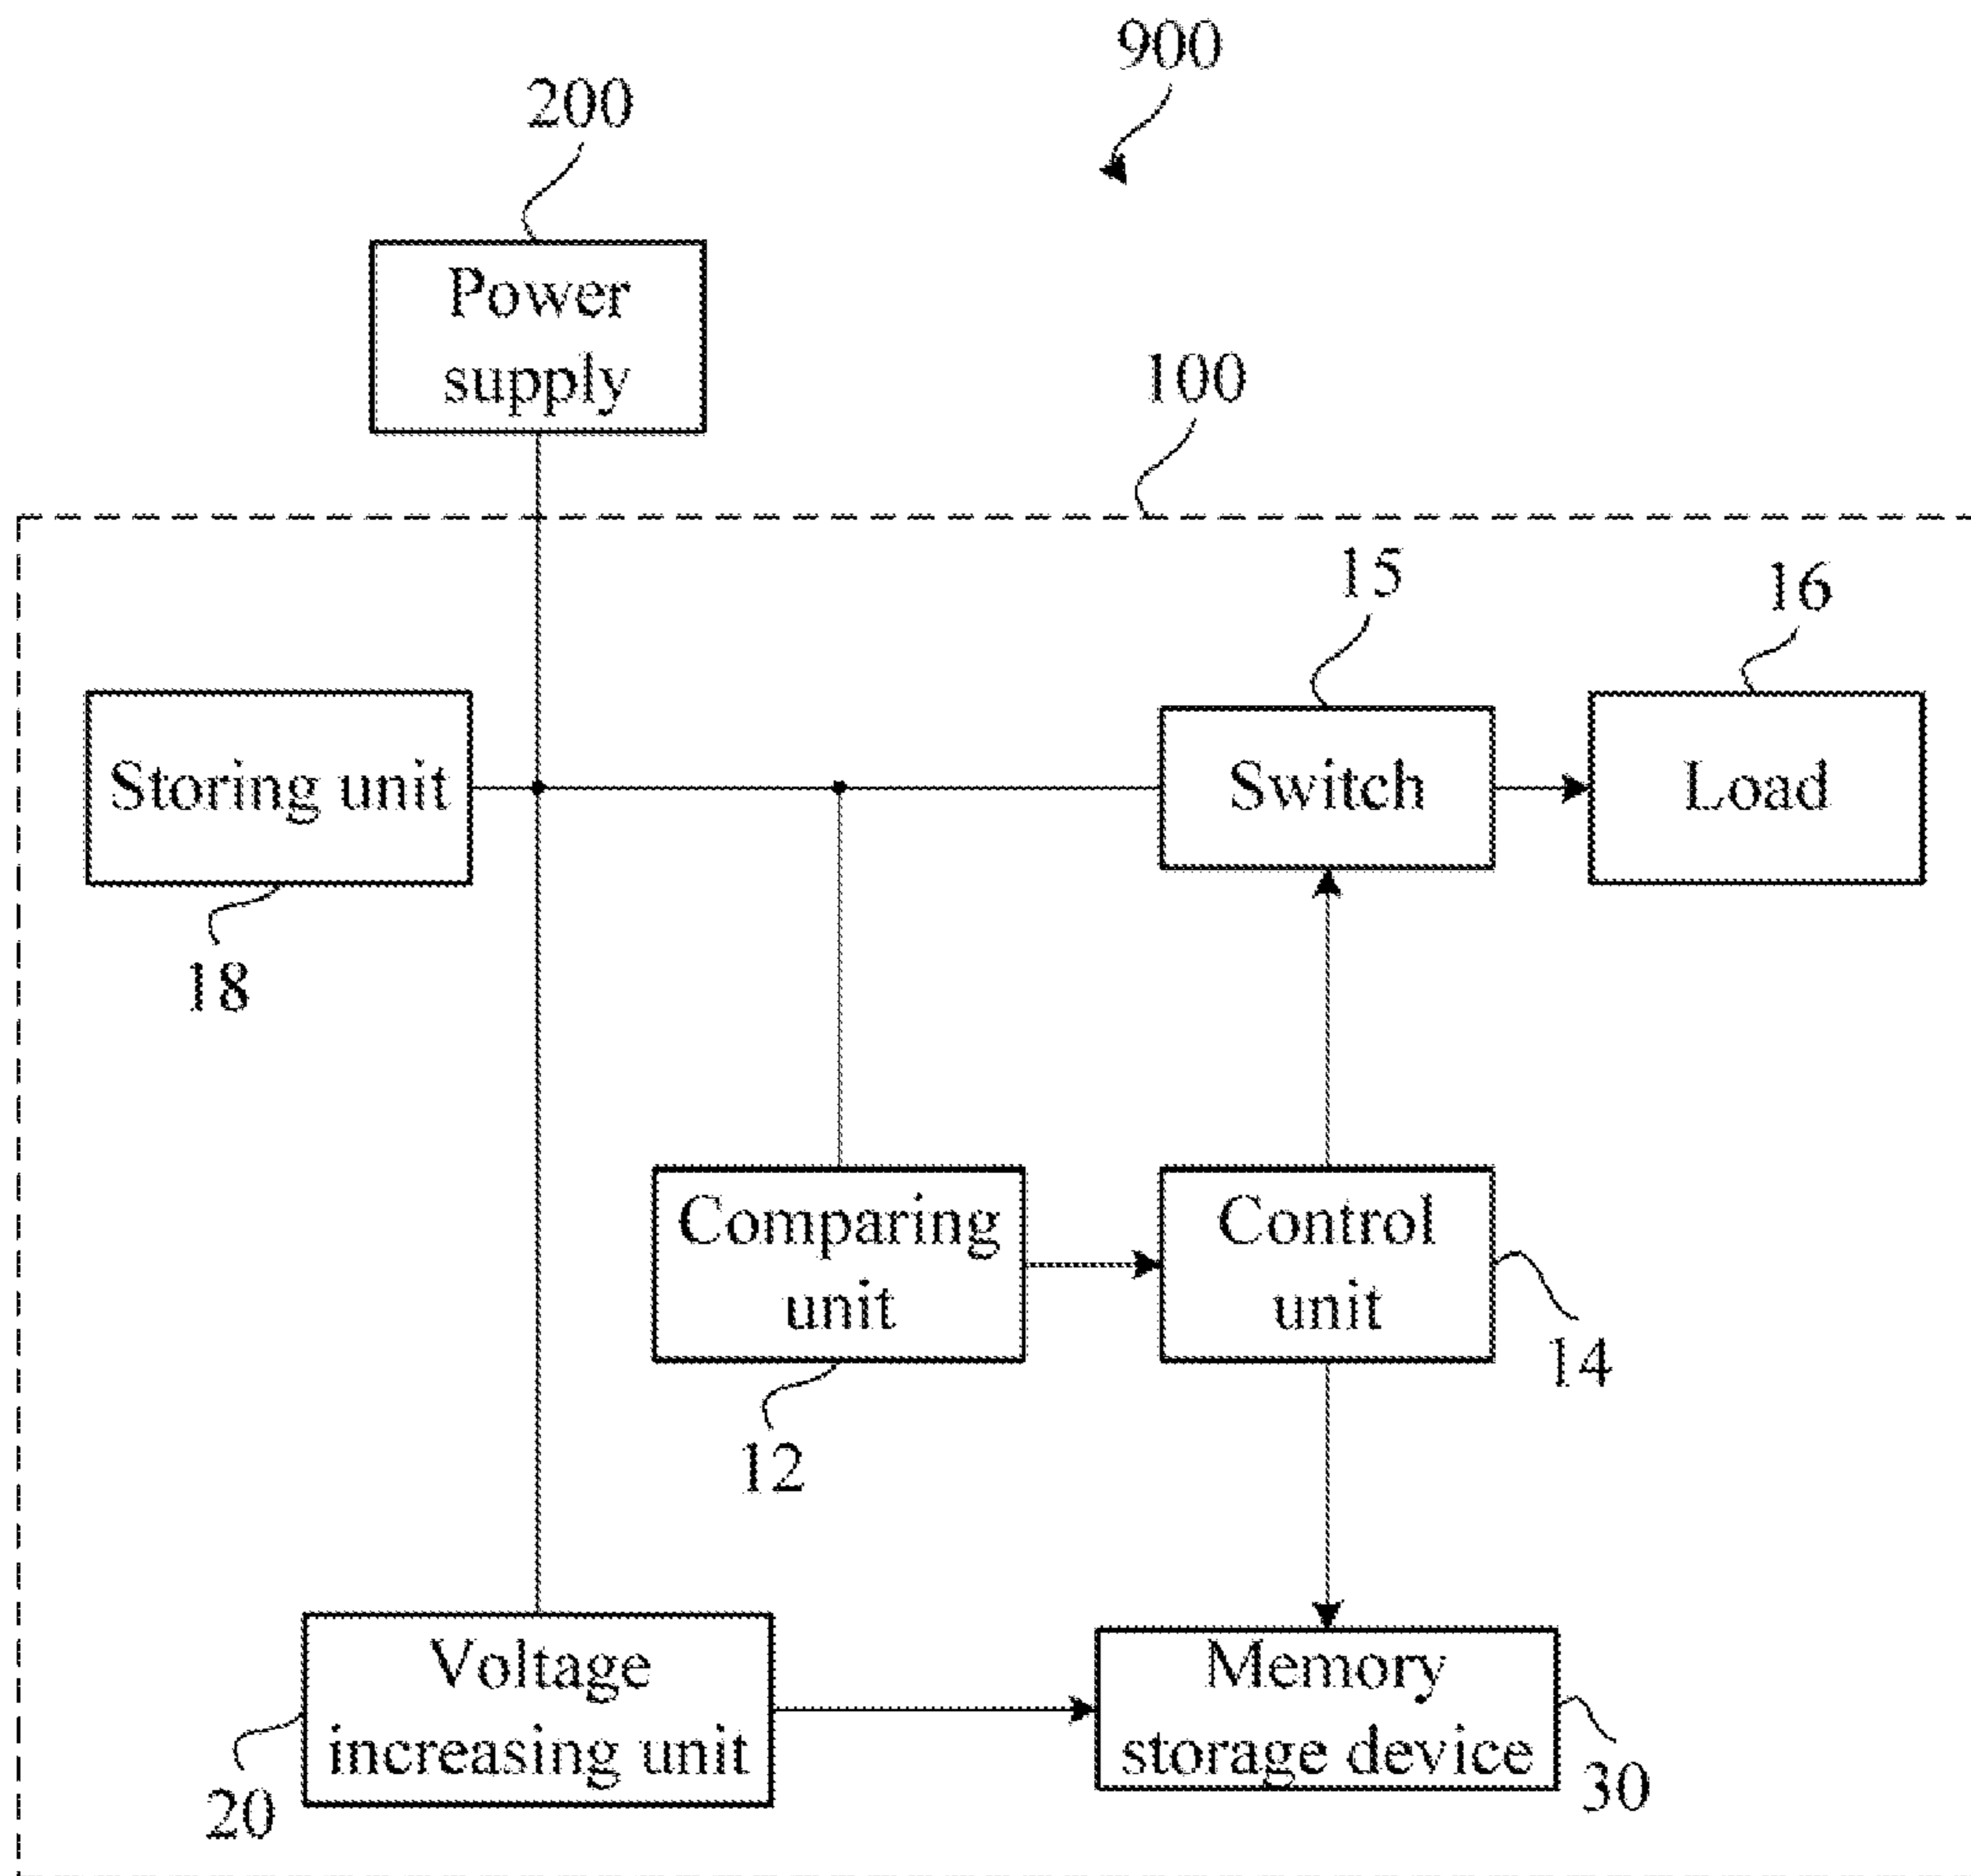 900
200
Power
supply
100
15
16
Storing unit
Switch
Load
18
Comparing
unit
Control
unit
14
12
Voltage
increasing unit
Memory
storage device
20
30